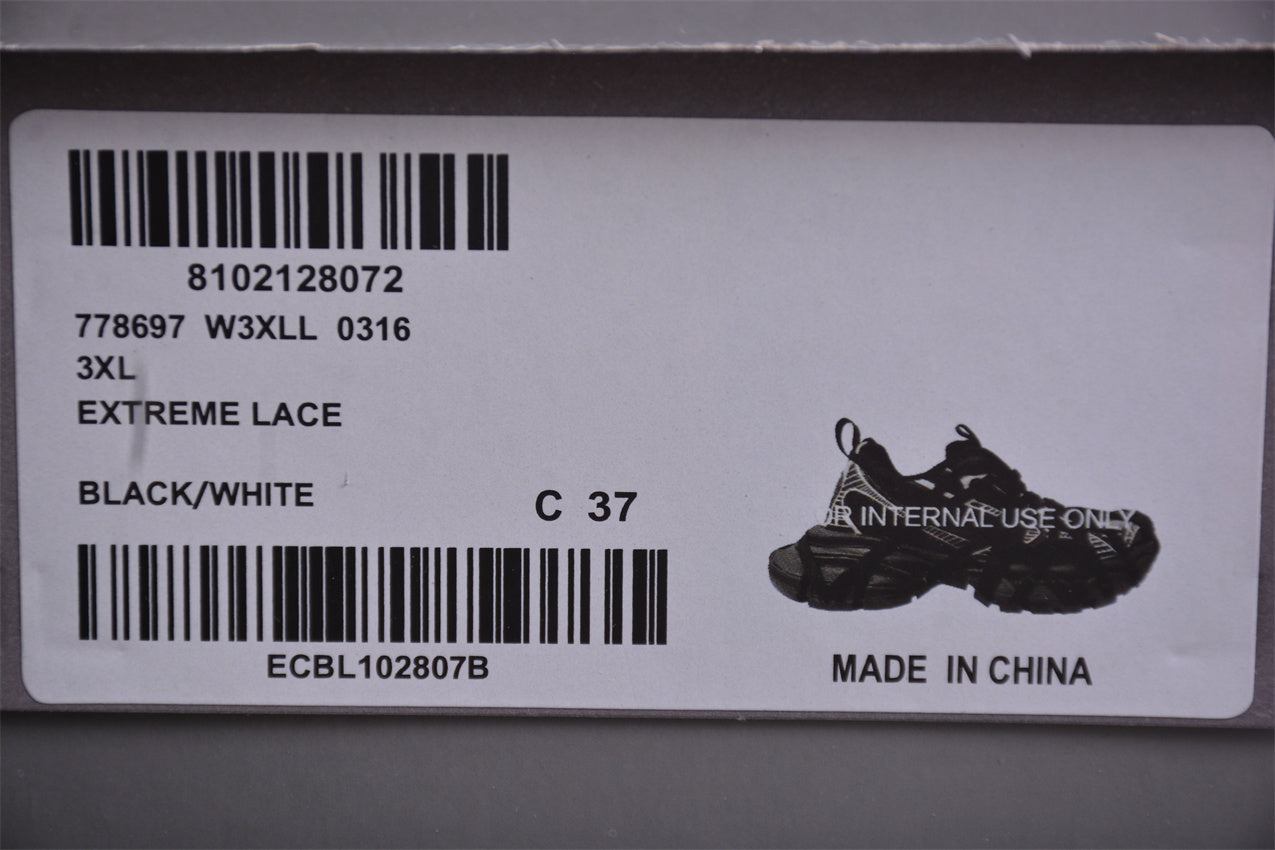 8102128072
778697 W3XLL 0316
3XL
EXTREME LACE
BLACK/WHITE
C 37
INTERNAL USE ONLY
ECBL102807B
MADE IN CHINA